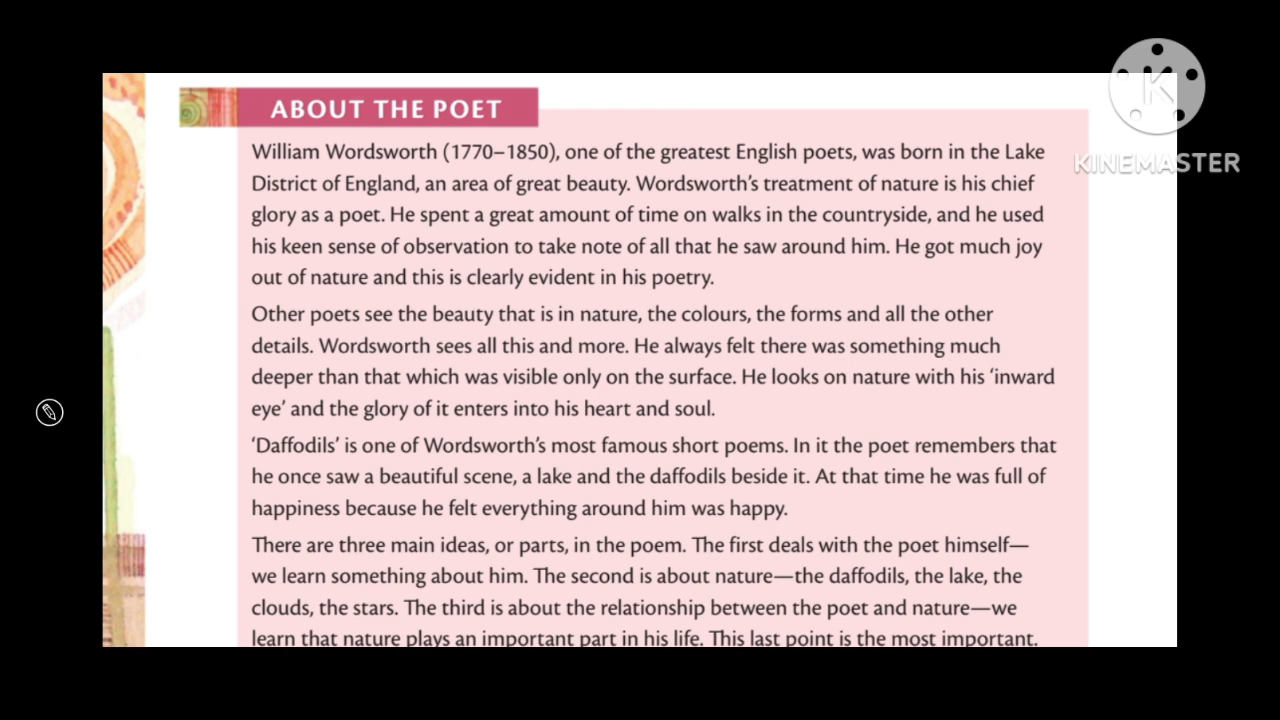 ABOUT THE POET
William Wordsworth (1770–1850), one of the greatest English poets, was born in the Lake
District of England, an area of great beauty. Wordsworth's treatment of nature is his chief
glory as a poet. He spent a great amount of time on walks in the countryside, and he used
his keen sense of observation to take note of all that he saw around him. He got much joy
out of nature and this is clearly evident in his poetry.
Other poets see the beauty that is in nature, the colours, the forms and all the other
details. Wordsworth sees all this and more. He always felt there was something much
deeper than that which was visible only on the surface. He looks on nature with his ‘inward
eye’ and the glory of it enters into his heart and soul.
‘Daffodils’ is one of Wordsworth's most famous short poems. In it the poet remembers that
he once saw a beautiful scene, a lake and the daffodils beside it. At that time he was full of
happiness because he felt everything around him was happy.
There are three main ideas, or parts, in the poem. The first deals with the poet himself—
we learn something about him. The second is about nature—the daffodils, the lake, the
clouds, the stars. The third is about the relationship between the poet and nature—we
learn that nature plays an important part in his life. This last point is the most important.
K
KINEMASTER